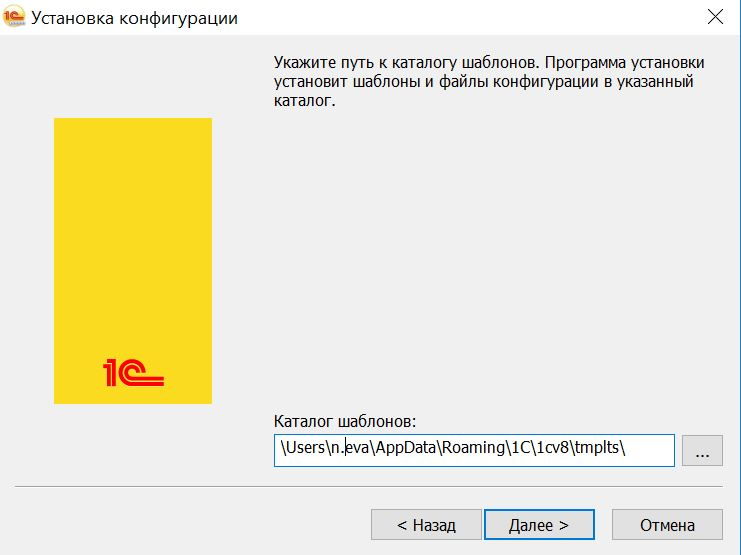 Установка конфигурации
Укажите путь к каталогу шаблонов. Программа установки
установит шаблоны и файлы конфигурации в указанный
каталог.
1С
Каталог шаблонов:
\Users\n.eva\AppData\Roaming\1C\1cv8\tmplts\
...
< Назад
Далее >
Отмена